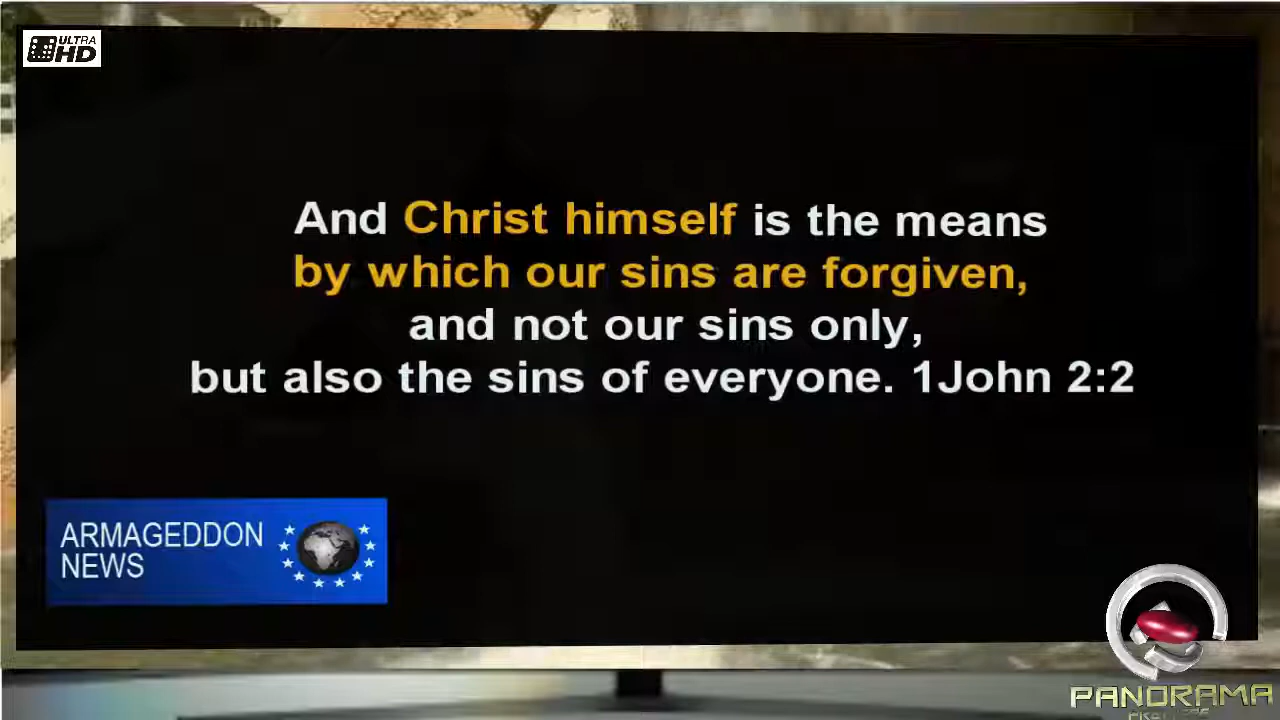 ULTRA
HD
And Christ himself is the means
by which our sins are forgiven,
and not our sins only,
but also the sins of everyone. 1John 2:2
ARMAGEDDON
NEWS
PANORAMA